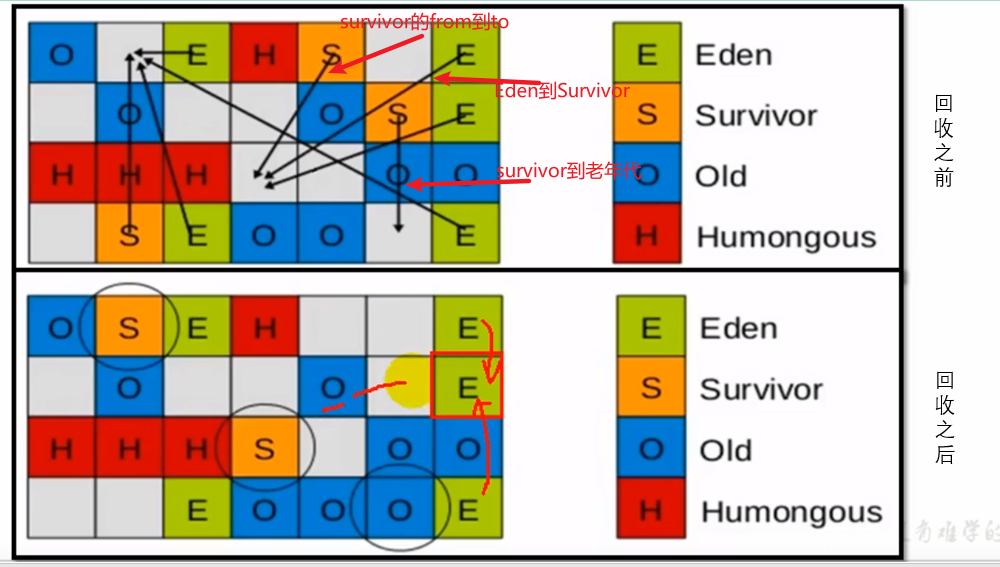 survivor的from到to
O E H S E
Eden到Survivor
O O S E
survivor到老年代
H H H O O
S E O O E
E Eden
S Survivor
O Old
H Humongous
回收之前
O S E H E
O O E
H H H S O O
E O O O E
E Eden
S Survivor
O Old
H Humongous
回收之后
有难学的